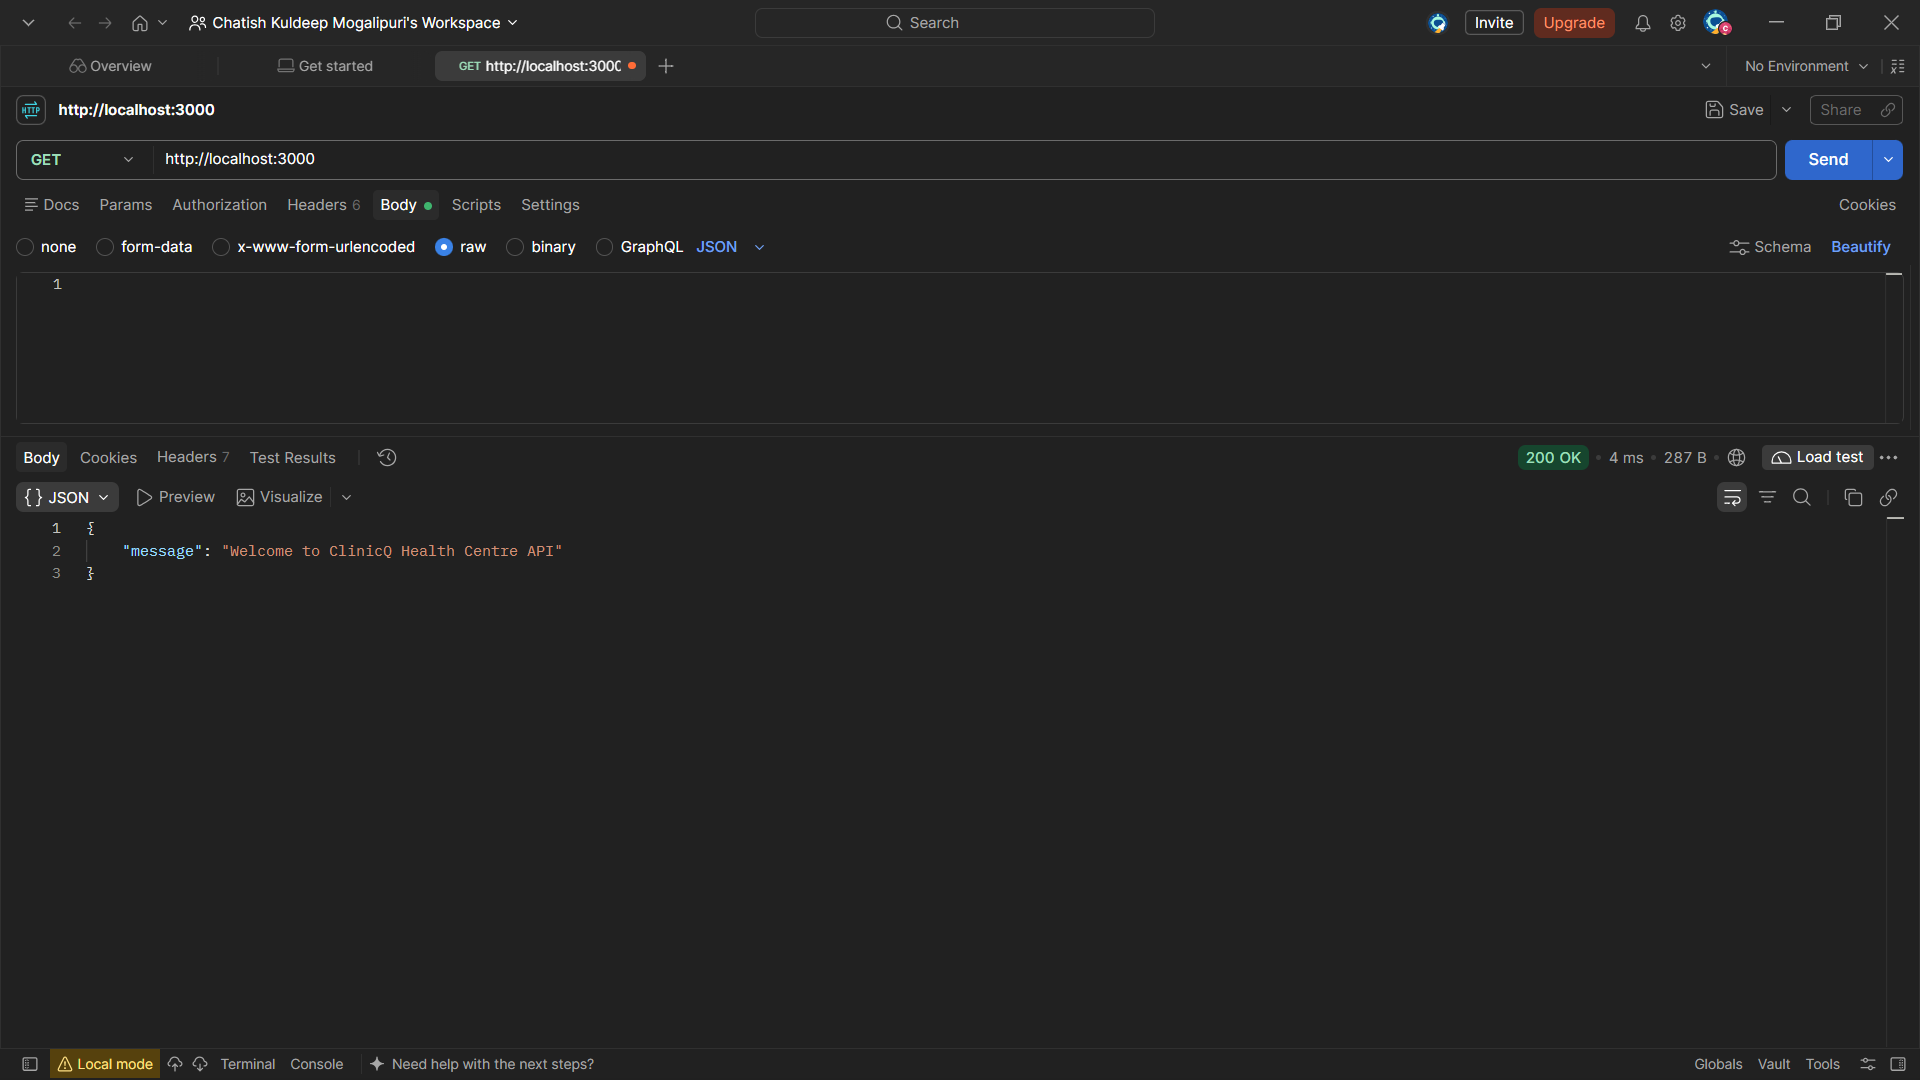 Chatish Kuldeep Mogalipuri's Workspace
Search
Invite
Upgrade
Overview
Get started
GET http://localhost:3000
No Environment
HTTP
http://localhost:3000
Save
Share
GET
http://localhost:3000
Send
Docs
Params
Authorization
Headers 6
Body
Scripts
Settings
Cookies
none
form-data
x-www-form-urlencoded
raw
binary
GraphQL
JSON
Schema
Beautify
1
Body
Cookies
Headers 7
Test Results
200 OK
4 ms
287 B
Load test
{ } JSON
Preview
Visualize
1 {
2 "message": "Welcome to ClinicQ Health Centre API"
3 }
Local mode
Terminal
Console
Need help with the next steps?
Globals
Vault
Tools